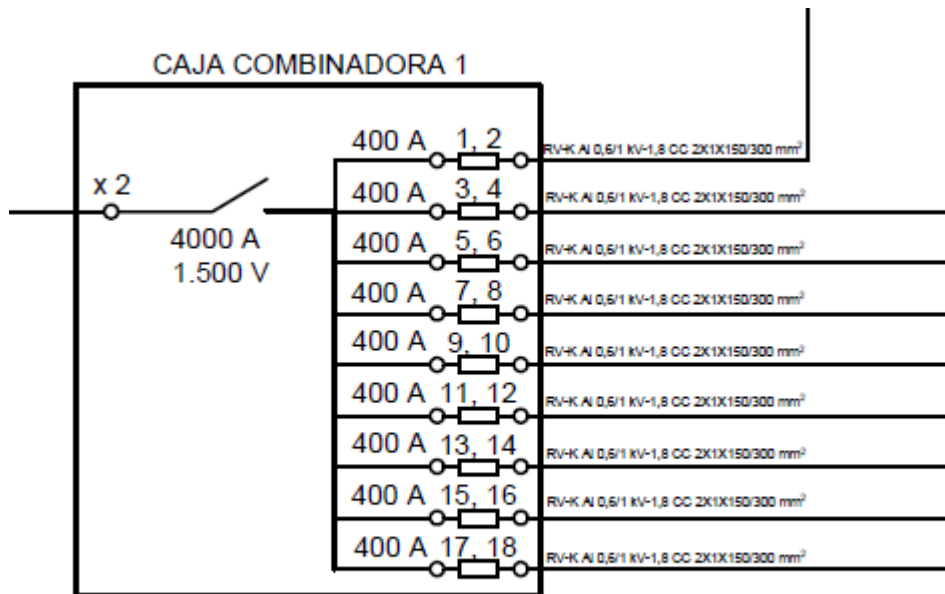 CAJA COMBINADORA 1
400 A 1, 2 RV-K Al 0,6/1 kV-1,8 CC 2X1X150/300 mm²
x 2
400 A 3, 4 RV-K Al 0,6/1 kV-1,8 CC 2X1X150/300 mm²
4000 A
1.500 V
400 A 5, 6 RV-K Al 0,6/1 kV-1,8 CC 2X1X150/300 mm²
400 A 7, 8 RV-K Al 0,6/1 kV-1,8 CC 2X1X150/300 mm²
400 A 9, 10 RV-K Al 0,6/1 kV-1,8 CC 2X1X150/300 mm²
400 A 11, 12 RV-K Al 0,6/1 kV-1,8 CC 2X1X150/300 mm²
400 A 13, 14 RV-K Al 0,6/1 kV-1,8 CC 2X1X150/300 mm²
400 A 15, 16 RV-K Al 0,6/1 kV-1,8 CC 2X1X150/300 mm²
400 A 17, 18 RV-K Al 0,6/1 kV-1,8 CC 2X1X150/300 mm²